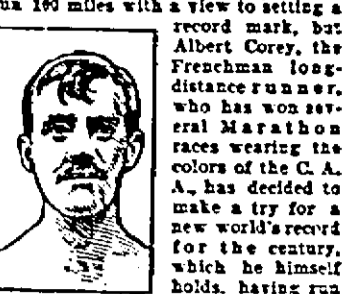 100 miles with a view to setting a
record mark, but
Albert Corey, the
Frenchman long-
distance runner,
who has won sev-
eral Marathon
races wearing the
colors of the C. A.
A., has decided to
make a try for a
new world's record
for the century,
which he himself
holds, having run